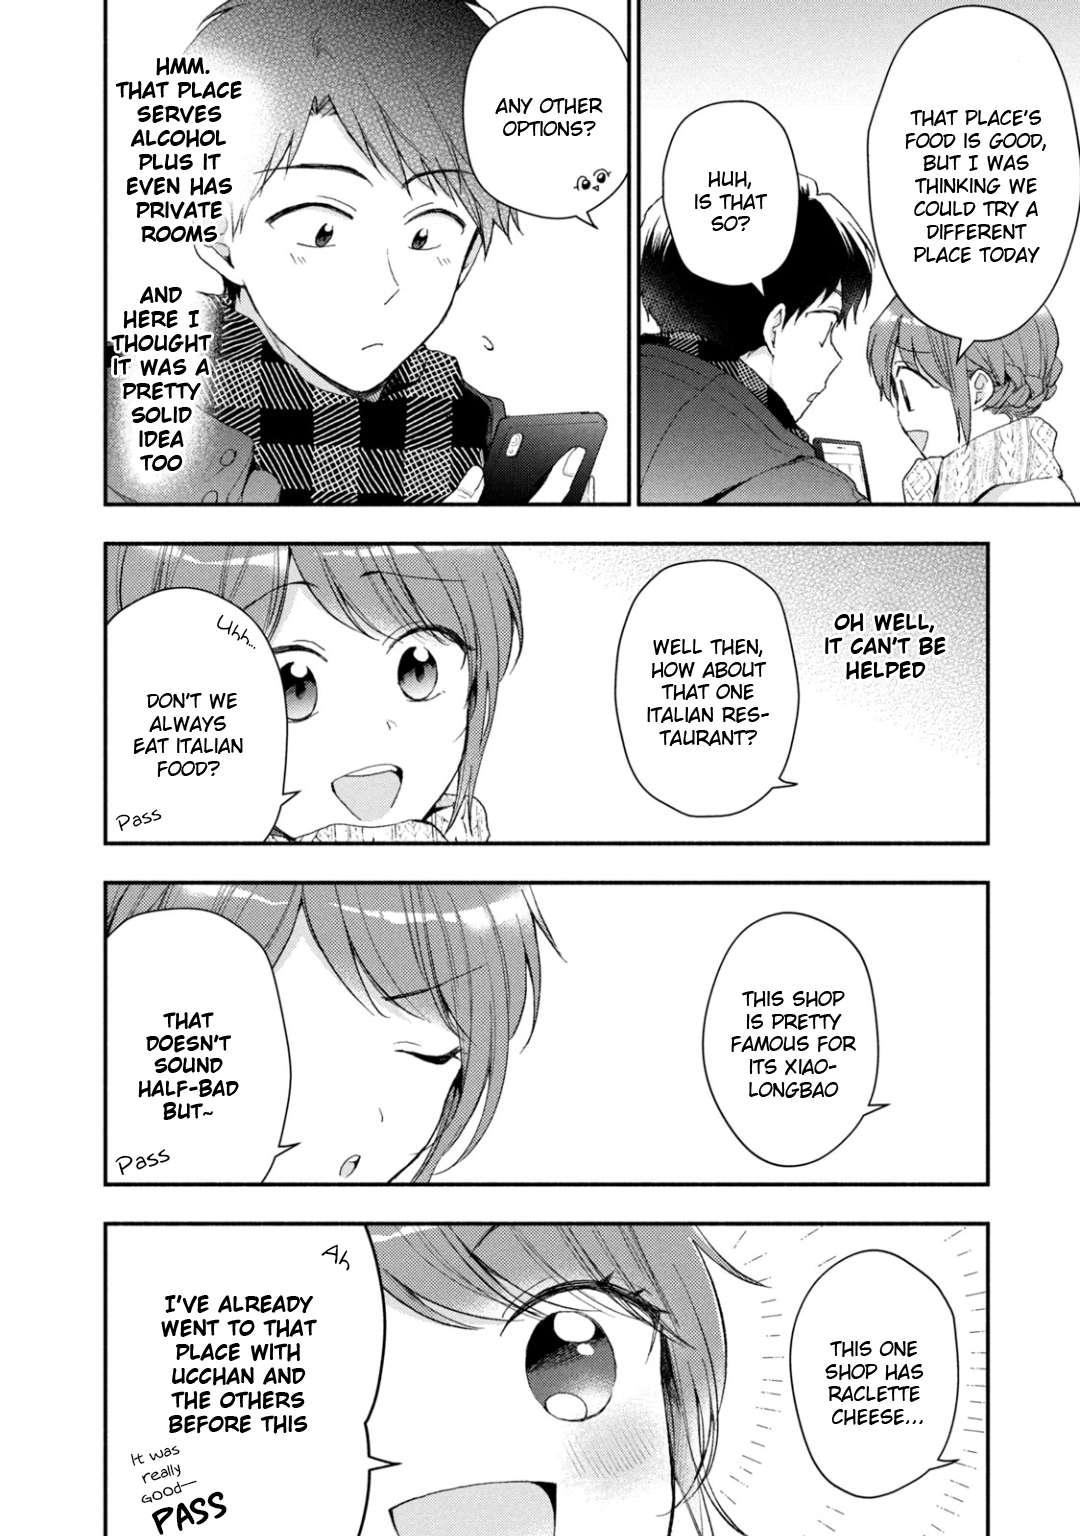 THAT PLACE'S
FOOD IS GOOD,
BUT I WAS
THINKING WE
COULD TRY A
DIFFERENT
PLACE TODAY
HUH,
IS THAT
SO?
ANY OTHER
OPTIONS?
HMM.
THAT PLACE
SERVES
ALCOHOL
PLUS IT
EVEN HAS
PRIVATE
ROOMS
AND
HERE I
THOUGHT
IT WAS A
PRETTY
SOLID
IDEA
TOO
OH WELL,
IT CAN'T BE
HELPED
WELL THEN,
HOW ABOUT
THAT ONE
ITALIAN RES-
TAURANT?
Uhh...
DON'T WE
ALWAYS
EAT ITALIAN
FOOD?
Pass
THIS SHOP
IS PRETTY
FAMOUS FOR
ITS XIAO-
LONGBAO
THAT
DOESN'T
SOUND
HALF-BAD
BUT~
Pass
THIS ONE
SHOP HAS
RACLETTE
CHEESE...
Ah
I'VE ALREADY
WENT TO THAT
PLACE WITH
UCCHAN AND
THE OTHERS
BEFORE THIS
It was
really
Good—
PASS